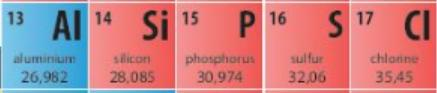 13 Al 14 Si 15 P 16 S 17 Cl
aluminium silicon phosphorus sulfur chlorine
26,982 28,085 30,974 32,06 35,45